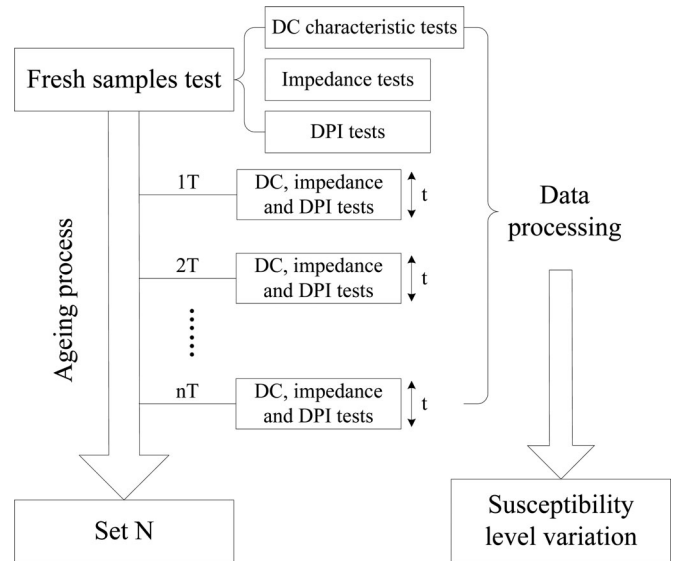 DC characteristic tests
Fresh samples test
Impedance tests
DPI tests
1T
DC, impedance
and DPI tests
t
Data
processing
2T
DC, impedance
and DPI tests
t
Ageing process
......
nT
DC, impedance
and DPI tests
t
Set N
Susceptibility
level variation